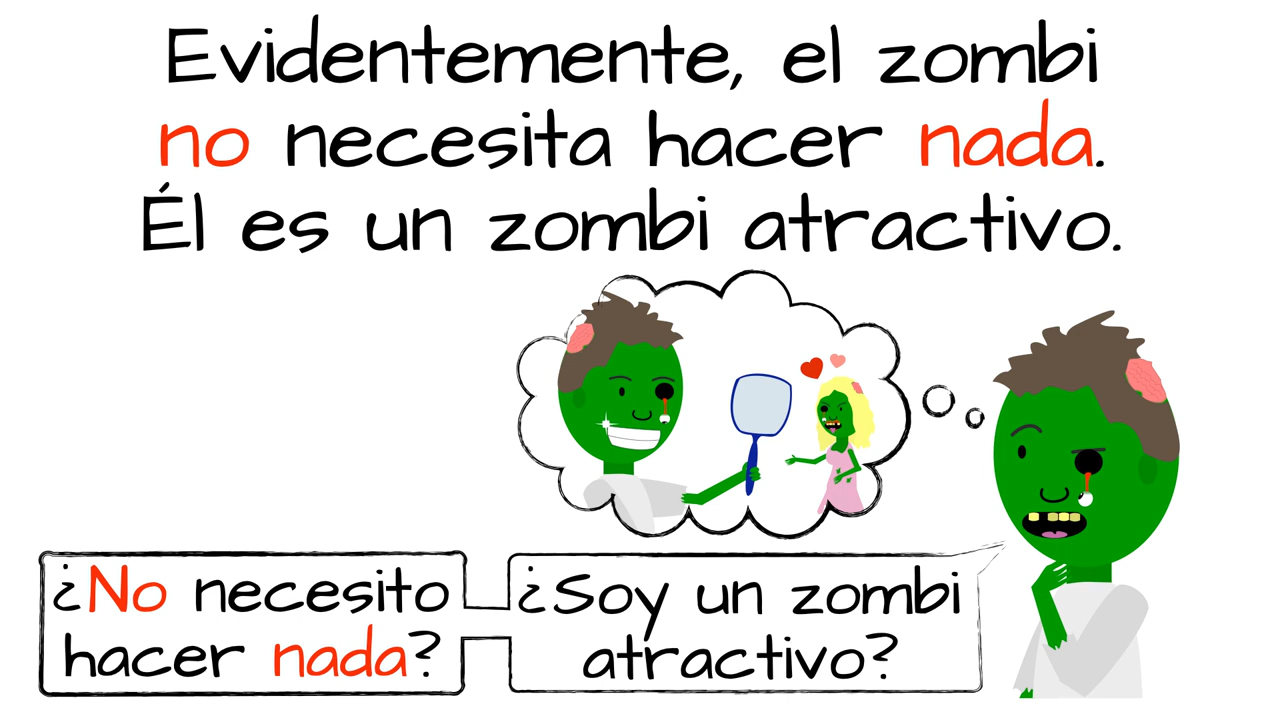 Evidentemente, el zombi
no necesita hacer nada.
Él es un zombi atractivo.
¿No necesito
hacer nada?
¿Soy un zombi
atractivo?